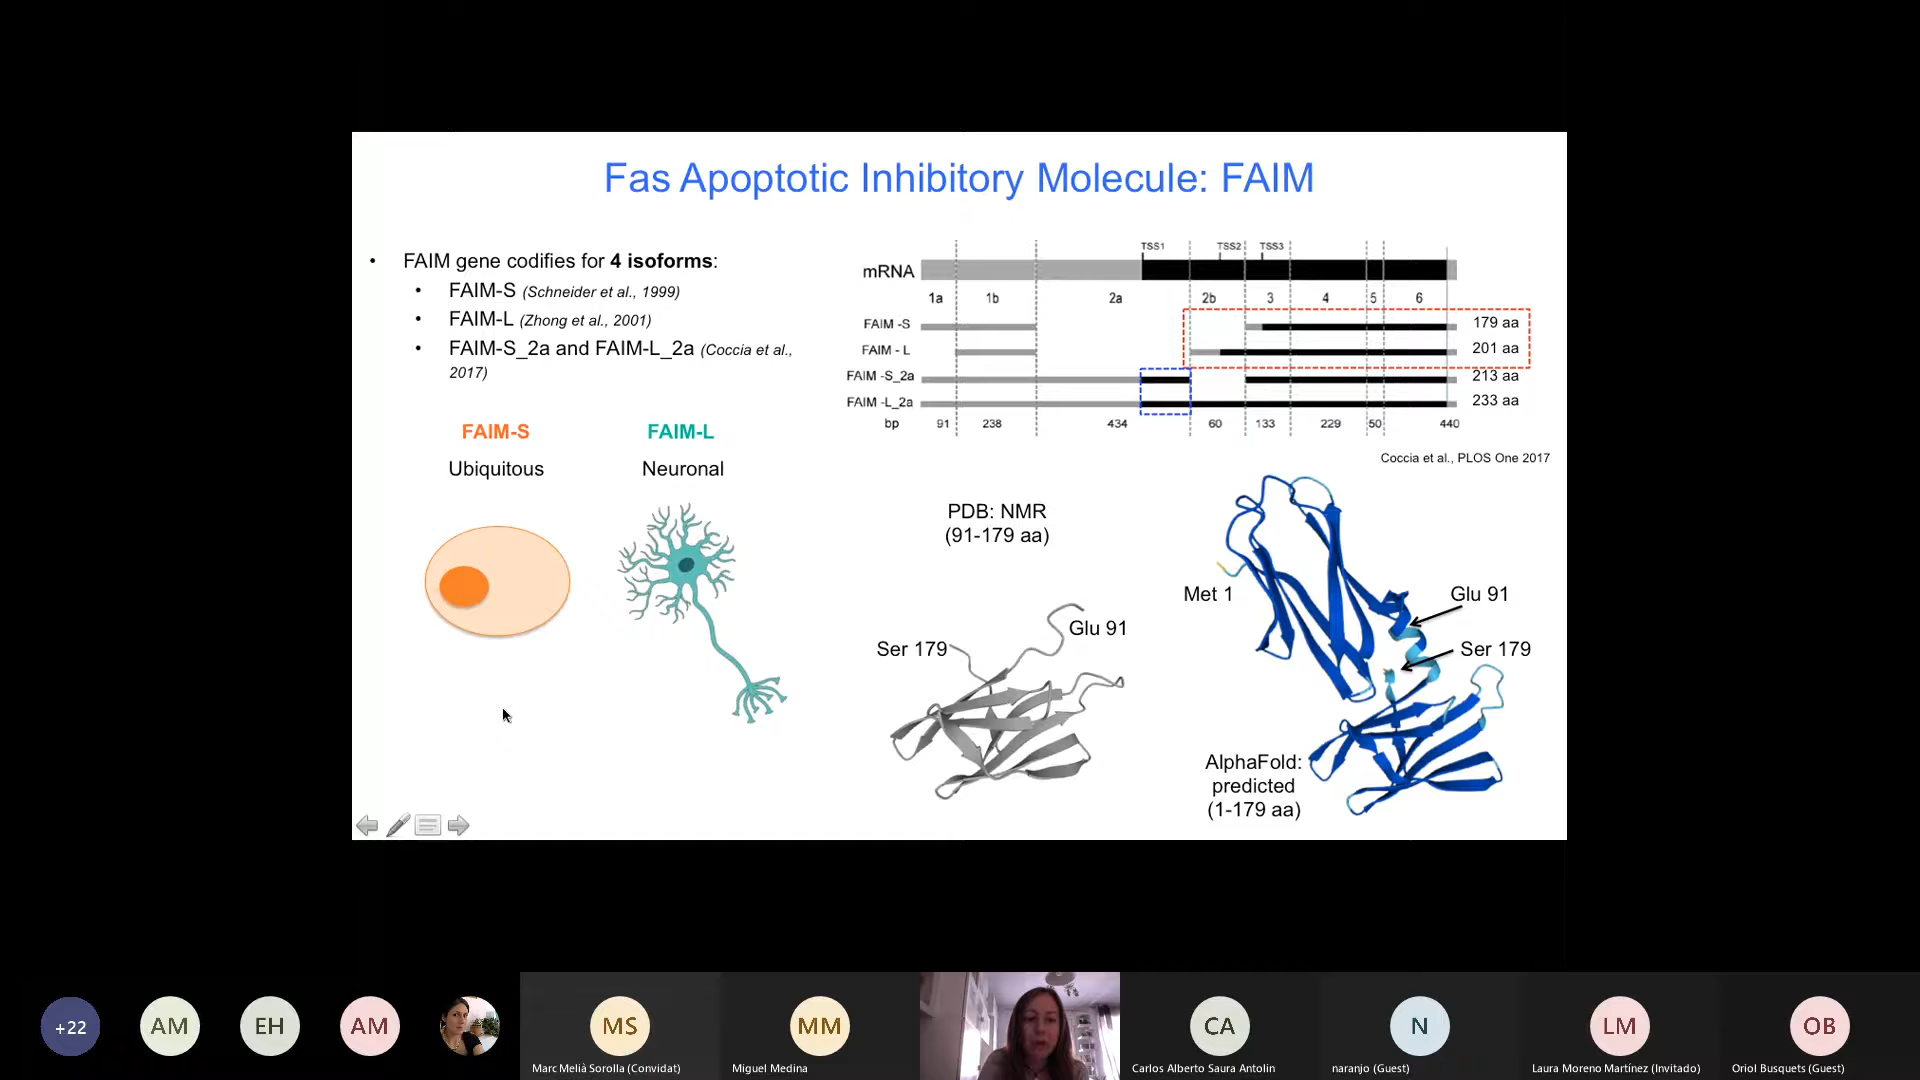 Fas Apoptotic Inhibitory Molecule: FAIM
• FAIM gene codifies for 4 isoforms:
• FAIM-S (Schneider et al., 1999)
• FAIM-L (Zhong et al., 2001)
• FAIM-S_2a and FAIM-L_2a (Coccia et al.,
2017)
FAIM-S FAIM-L
Ubiquitous Neuronal
TSS1 TSS2 TSS3
mRNA
1a 1b 2a 2b 3 4 5 6
FAIM -S 179 aa
FAIM - L 201 aa
FAIM -S_2a 213 aa
FAIM -L_2a 233 aa
bp 91 238 434 60 133 229 50 440
Coccia et al., PLOS One 2017
PDB: NMR
(91-179 aa)
Ser 179
Glu 91
Met 1
Glu 91
Ser 179
AlphaFold:
predicted
(1-179 aa)
+22 AM EH AM MS MM CA N LM OB
Marc Melià Sorolla (Convidat) Miguel Medina Carlos Alberto Saura Antolin naranjo (Guest) Laura Moreno Martínez (Invitado) Oriol Busquets (Guest)